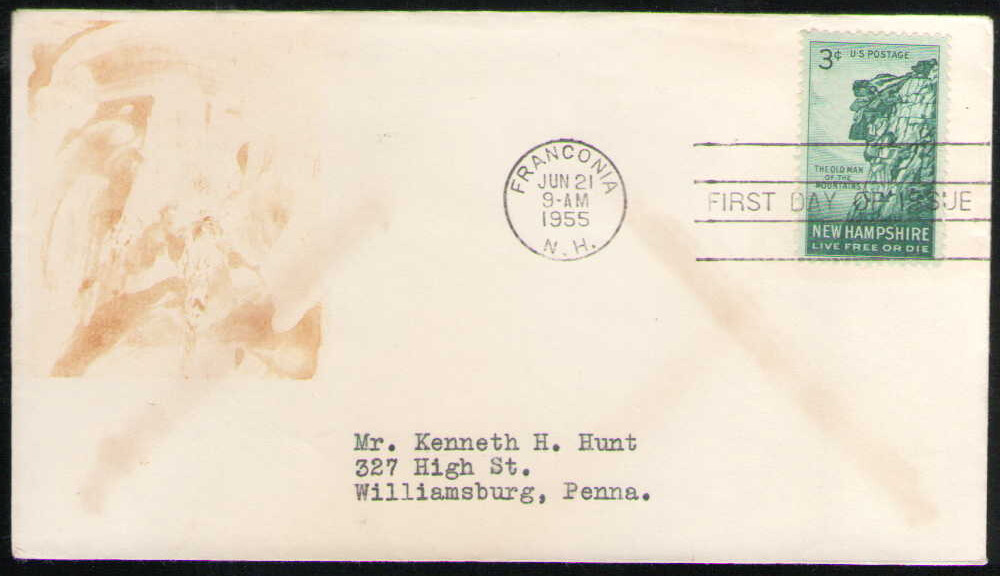 3¢ U·S POSTAGE
THE OLD MAN
OF THE
MOUNTAINS
NEW HAMPSHIRE
LIVE FREE OR DIE
FRANCONIA
JUN 21
9-AM
1955
N. H.
FIRST DAY OF ISSUE
Mr. Kenneth H. Hunt
327 High St.
Williamsburg, Penna.